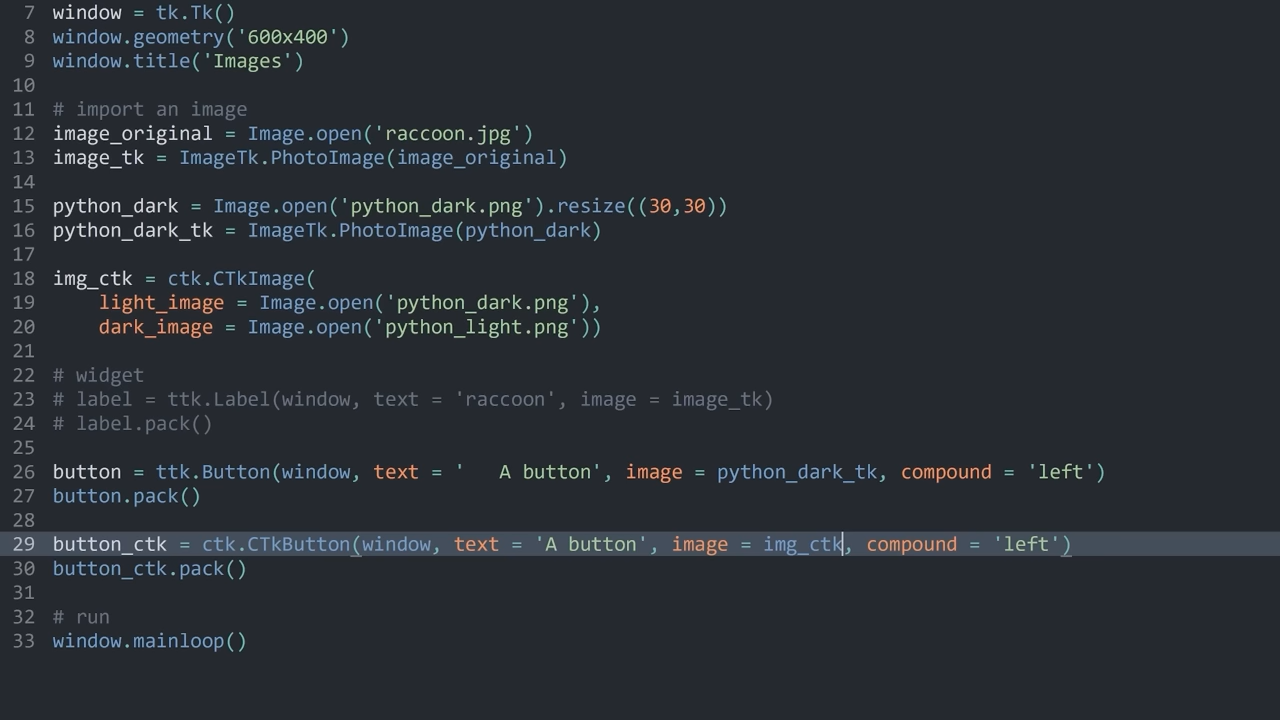 7 window = tk.Tk()
8 window.geometry('600x400')
9 window.title('Images')
10
11 # import an image
12 image_original = Image.open('raccoon.jpg')
13 image_tk = ImageTk.PhotoImage(image_original)
14
15 python_dark = Image.open('python_dark.png').resize((30,30))
16 python_dark_tk = ImageTk.PhotoImage(python_dark)
17
18 img_ctk = ctk.CTkImage(
19     light_image = Image.open('python_dark.png'),
20     dark_image = Image.open('python_light.png'))
21
22 # widget
23 # label = ttk.Label(window, text = 'raccoon', image = image_tk)
24 # label.pack()
25
26 button = ttk.Button(window, text = '   A button', image = python_dark_tk, compound = 'left')
27 button.pack()
28
29 button_ctk = ctk.CTkButton(window, text = 'A button', image = img_ctk, compound = 'left')
30 button_ctk.pack()
31
32 # run
33 window.mainloop()